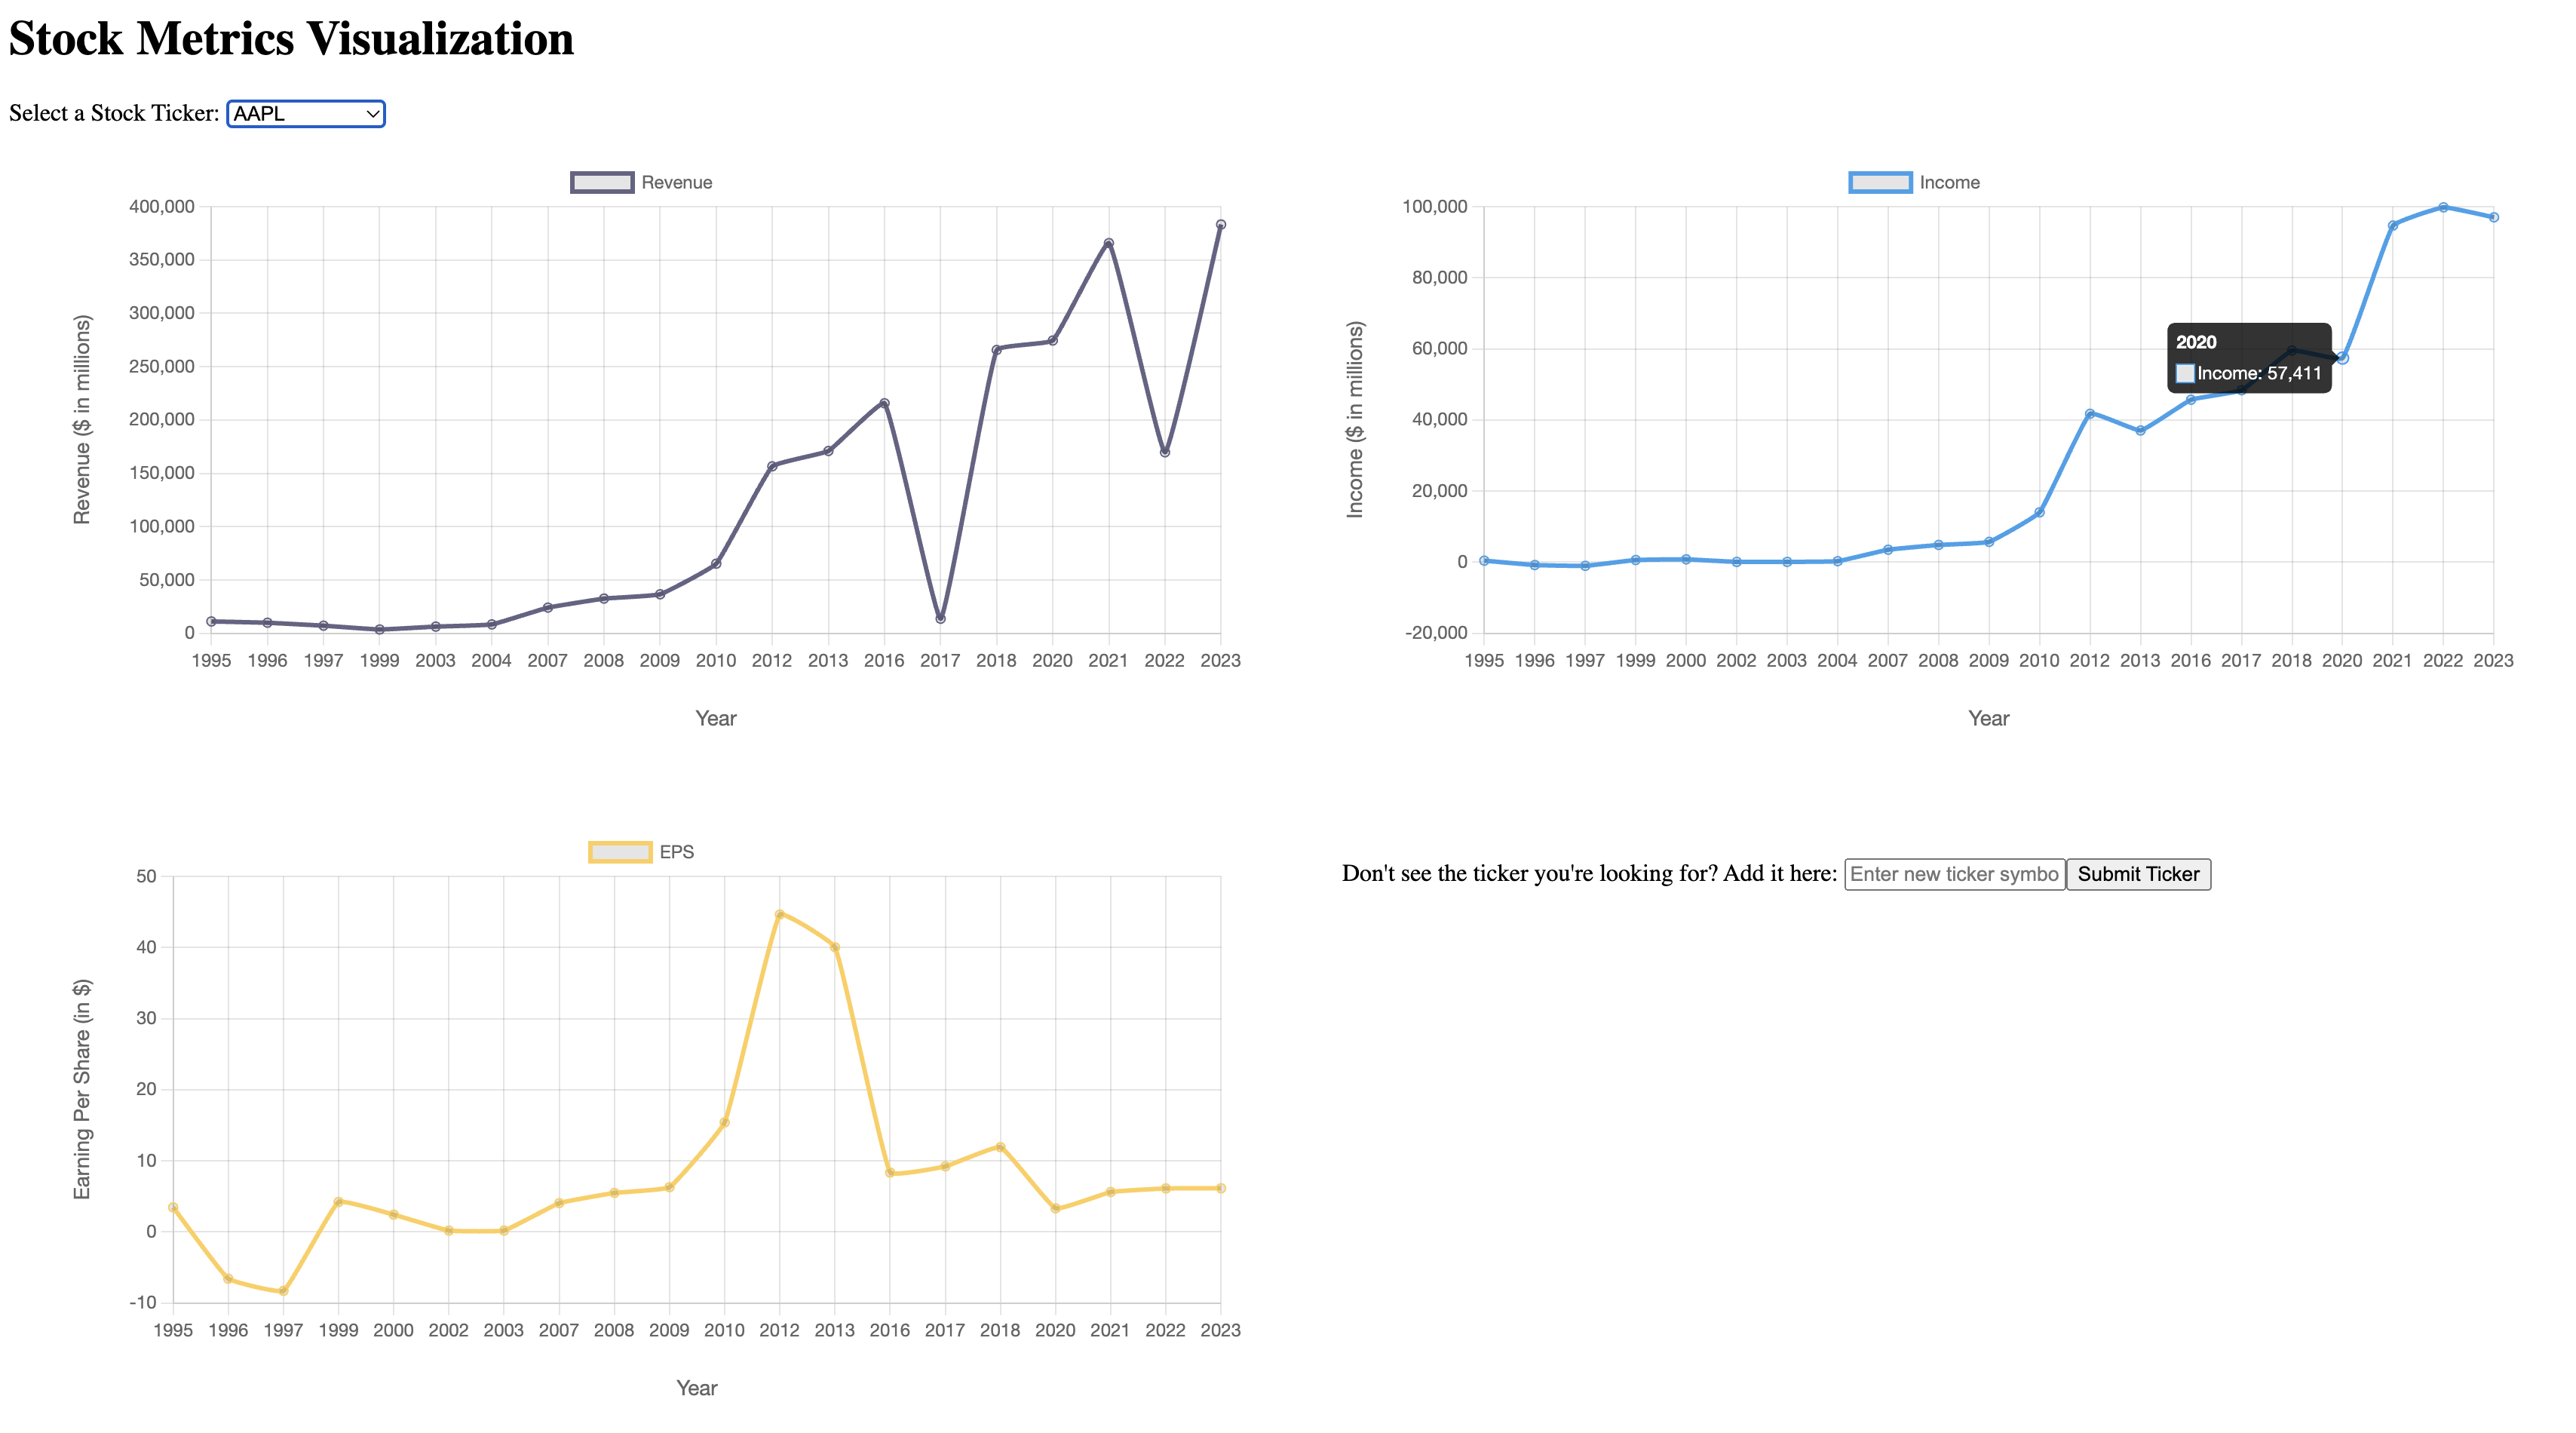 Stock Metrics Visualization
Select a Stock Ticker: AAPL
Revenue
400,000
350,000
300,000
250,000
200,000
150,000
100,000
50,000
0
Revenue ($ in millions)
1995 1996 1997 1999 2003 2004 2007 2008 2009 2010 2012 2013 2016 2017 2018 2020 2021 2022 2023
Year
Income
100,000
80,000
60,000
40,000
20,000
0
-20,000
Income ($ in millions)
2020
Income: 57,411
1995 1996 1997 1999 2000 2002 2003 2004 2007 2008 2009 2010 2012 2013 2016 2017 2018 2020 2021 2022 2023
Year
EPS
50
40
30
20
10
0
-10
Earning Per Share (in $)
1995 1996 1997 1999 2000 2002 2003 2007 2008 2009 2010 2012 2013 2016 2017 2018 2020 2021 2022 2023
Year
Don't see the ticker you're looking for? Add it here: Enter new ticker symbo Submit Ticker